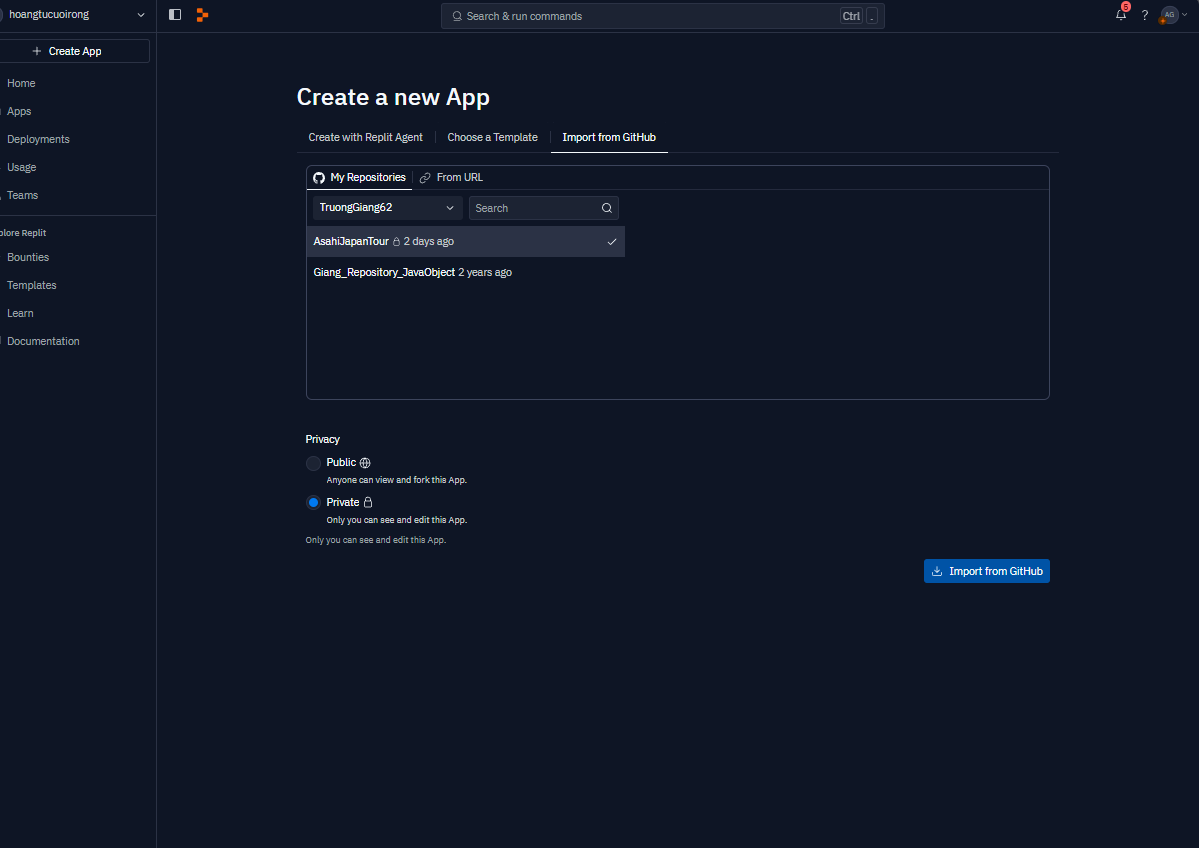 hoangtucuoirong
Search & run commands
Ctrl
.
5
?
AG
+ Create App
Home
Apps
Deployments
Usage
Teams
plore Replit
Bounties
Templates
Learn
Documentation
Create a new App
Create with Replit Agent
Choose a Template
Import from GitHub
My Repositories
From URL
TruongGiang62
Search
AsahiJapanTour 2 days ago
Giang_Repository_JavaObject 2 years ago
Privacy
Public
Anyone can view and fork this App.
Private
Only you can see and edit this App.
Only you can see and edit this App.
Import from GitHub